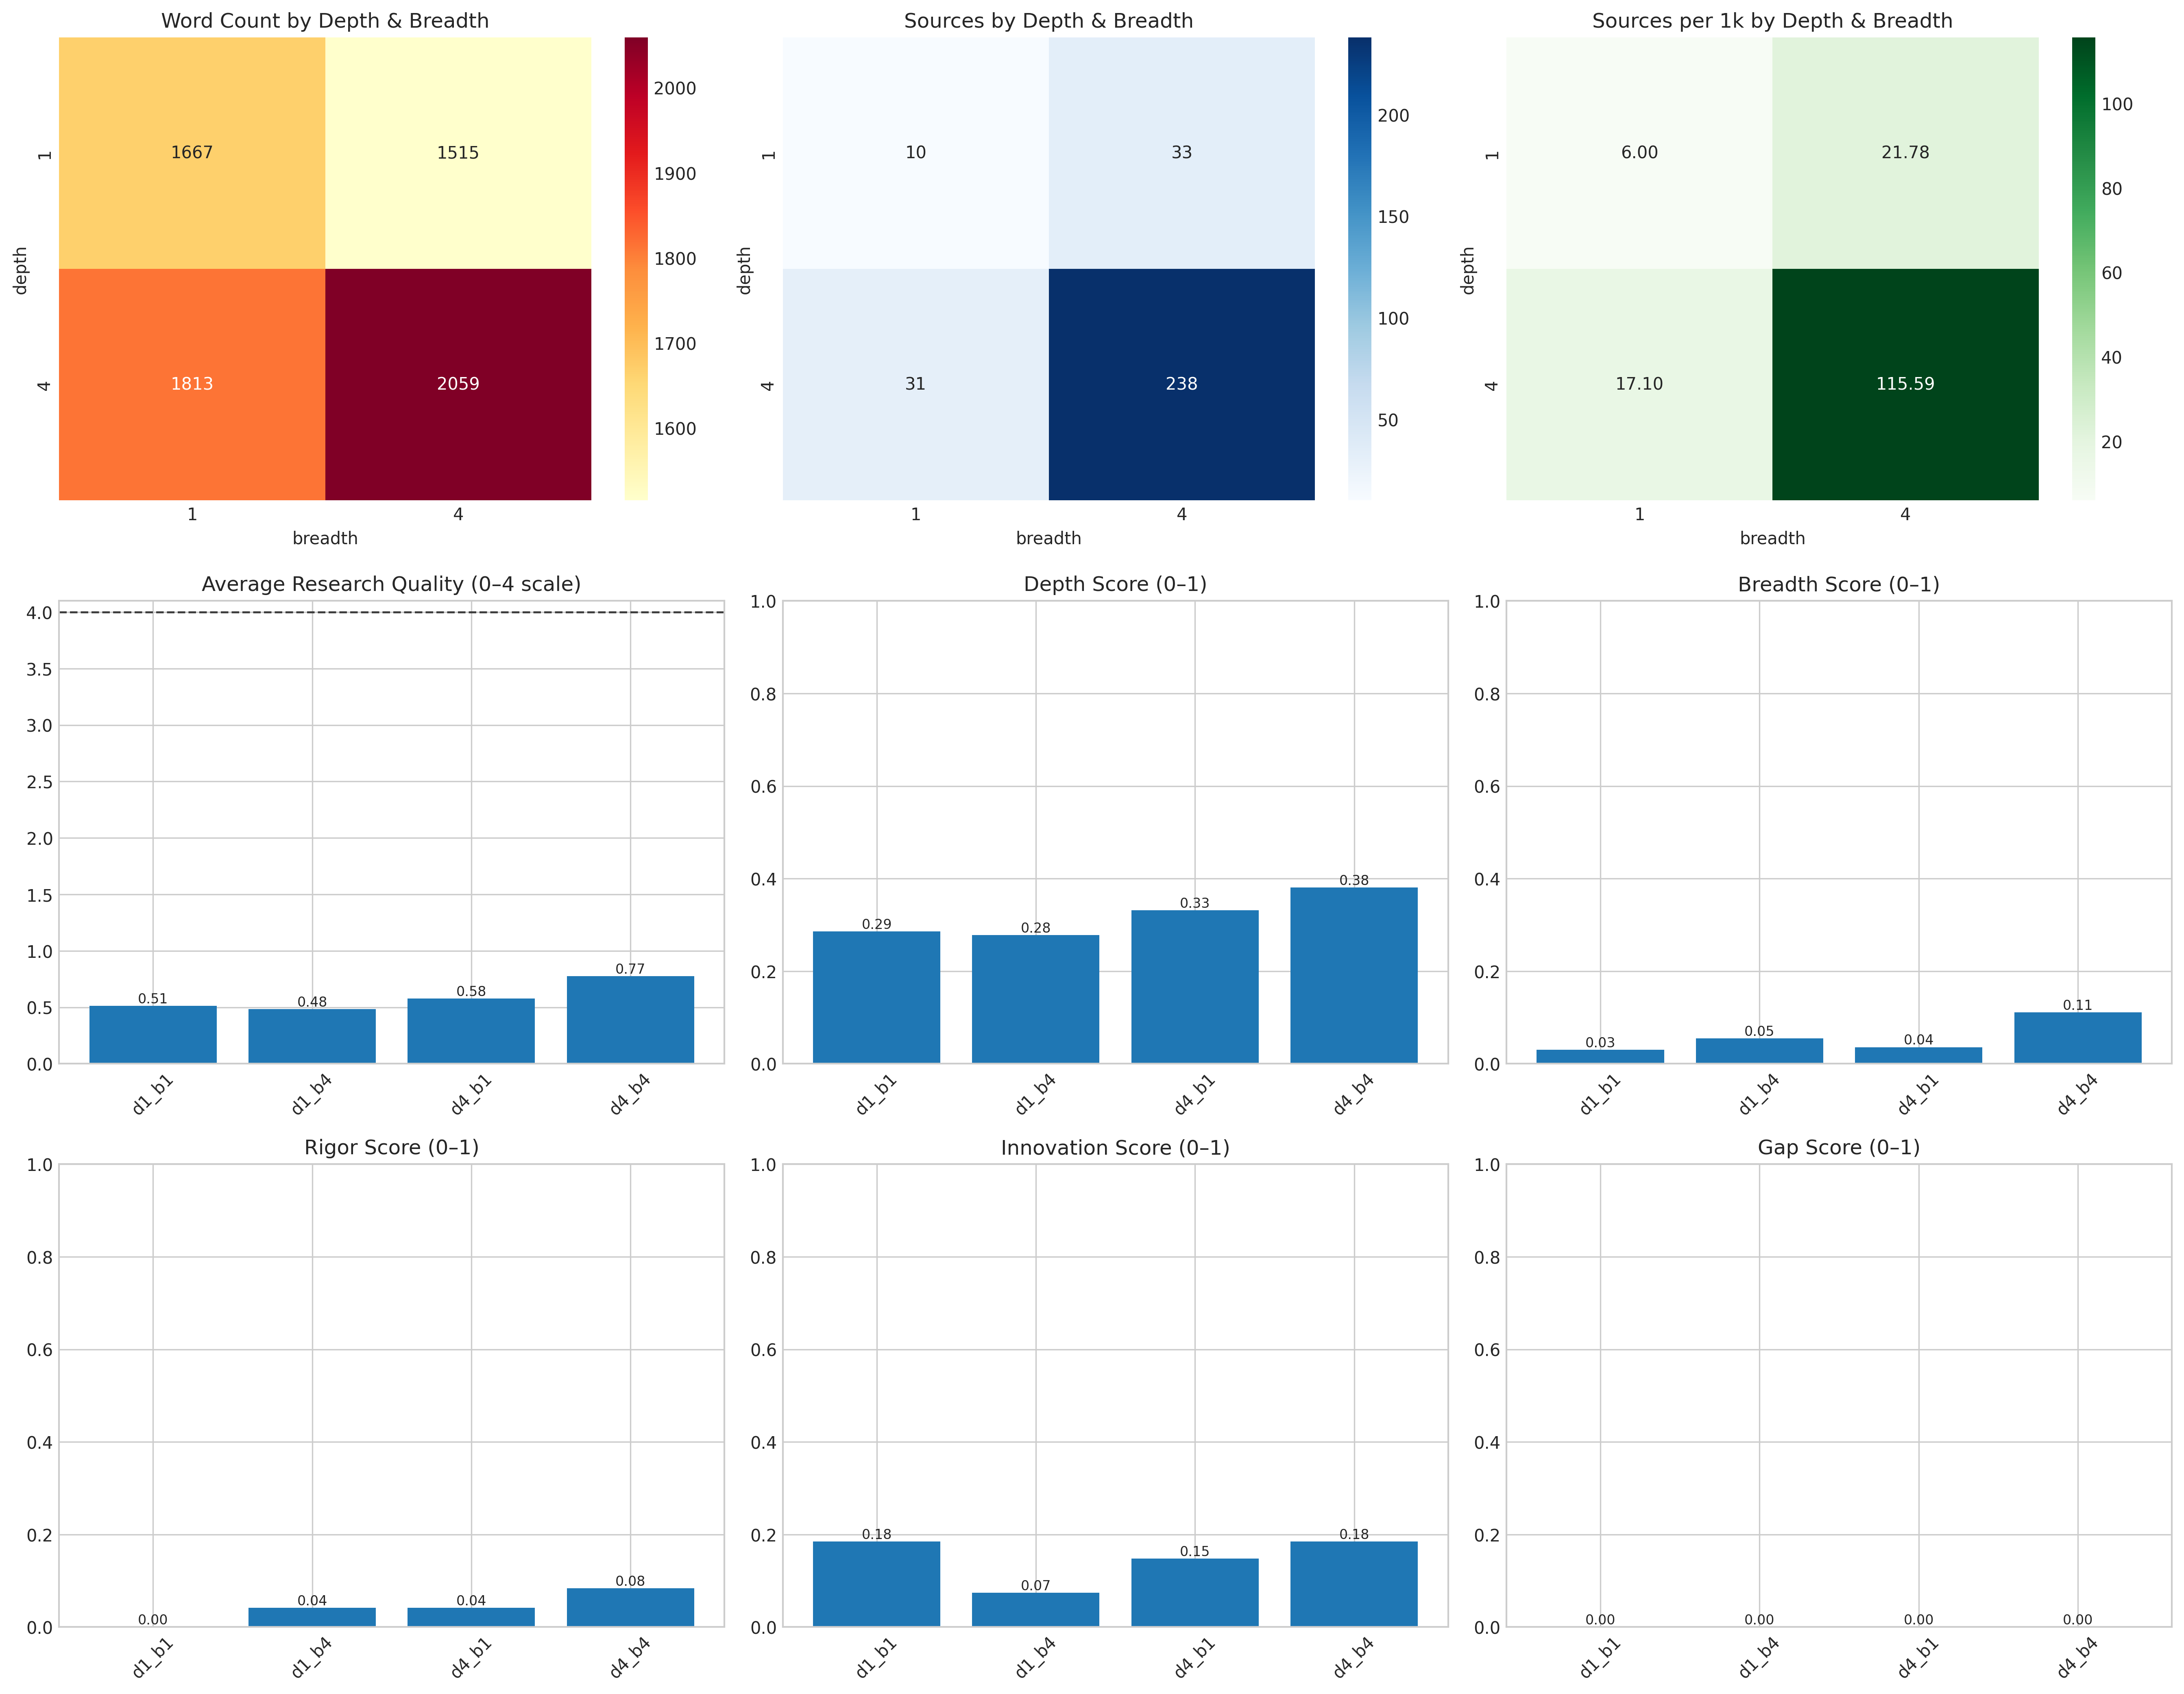 Word Count by Depth & Breadth
1667
1515
1813
2059
1
4
depth
1
4
breadth
2000
1900
1800
1700
1600
Sources by Depth & Breadth
10
33
31
238
1
4
depth
1
4
breadth
200
150
100
50
Sources per 1k by Depth & Breadth
6.00
21.78
17.10
115.59
1
4
depth
1
4
breadth
100
80
60
40
20
Average Research Quality (0–4 scale)
4.0
3.5
3.0
2.5
2.0
1.5
1.0
0.5
0.0
0.51
0.48
0.58
0.77
d1_b1
d1_b4
d4_b1
d4_b4
Depth Score (0–1)
1.0
0.8
0.6
0.4
0.2
0.0
0.29
0.28
0.33
0.38
d1_b1
d1_b4
d4_b1
d4_b4
Breadth Score (0–1)
1.0
0.8
0.6
0.4
0.2
0.0
0.03
0.05
0.04
0.11
d1_b1
d1_b4
d4_b1
d4_b4
Rigor Score (0–1)
1.0
0.8
0.6
0.4
0.2
0.0
0.00
0.04
0.04
0.08
d1_b1
d1_b4
d4_b1
d4_b4
Innovation Score (0–1)
1.0
0.8
0.6
0.4
0.2
0.0
0.18
0.07
0.15
0.18
d1_b1
d1_b4
d4_b1
d4_b4
Gap Score (0–1)
1.0
0.8
0.6
0.4
0.2
0.0
0.00
0.00
0.00
0.00
d1_b1
d1_b4
d4_b1
d4_b4